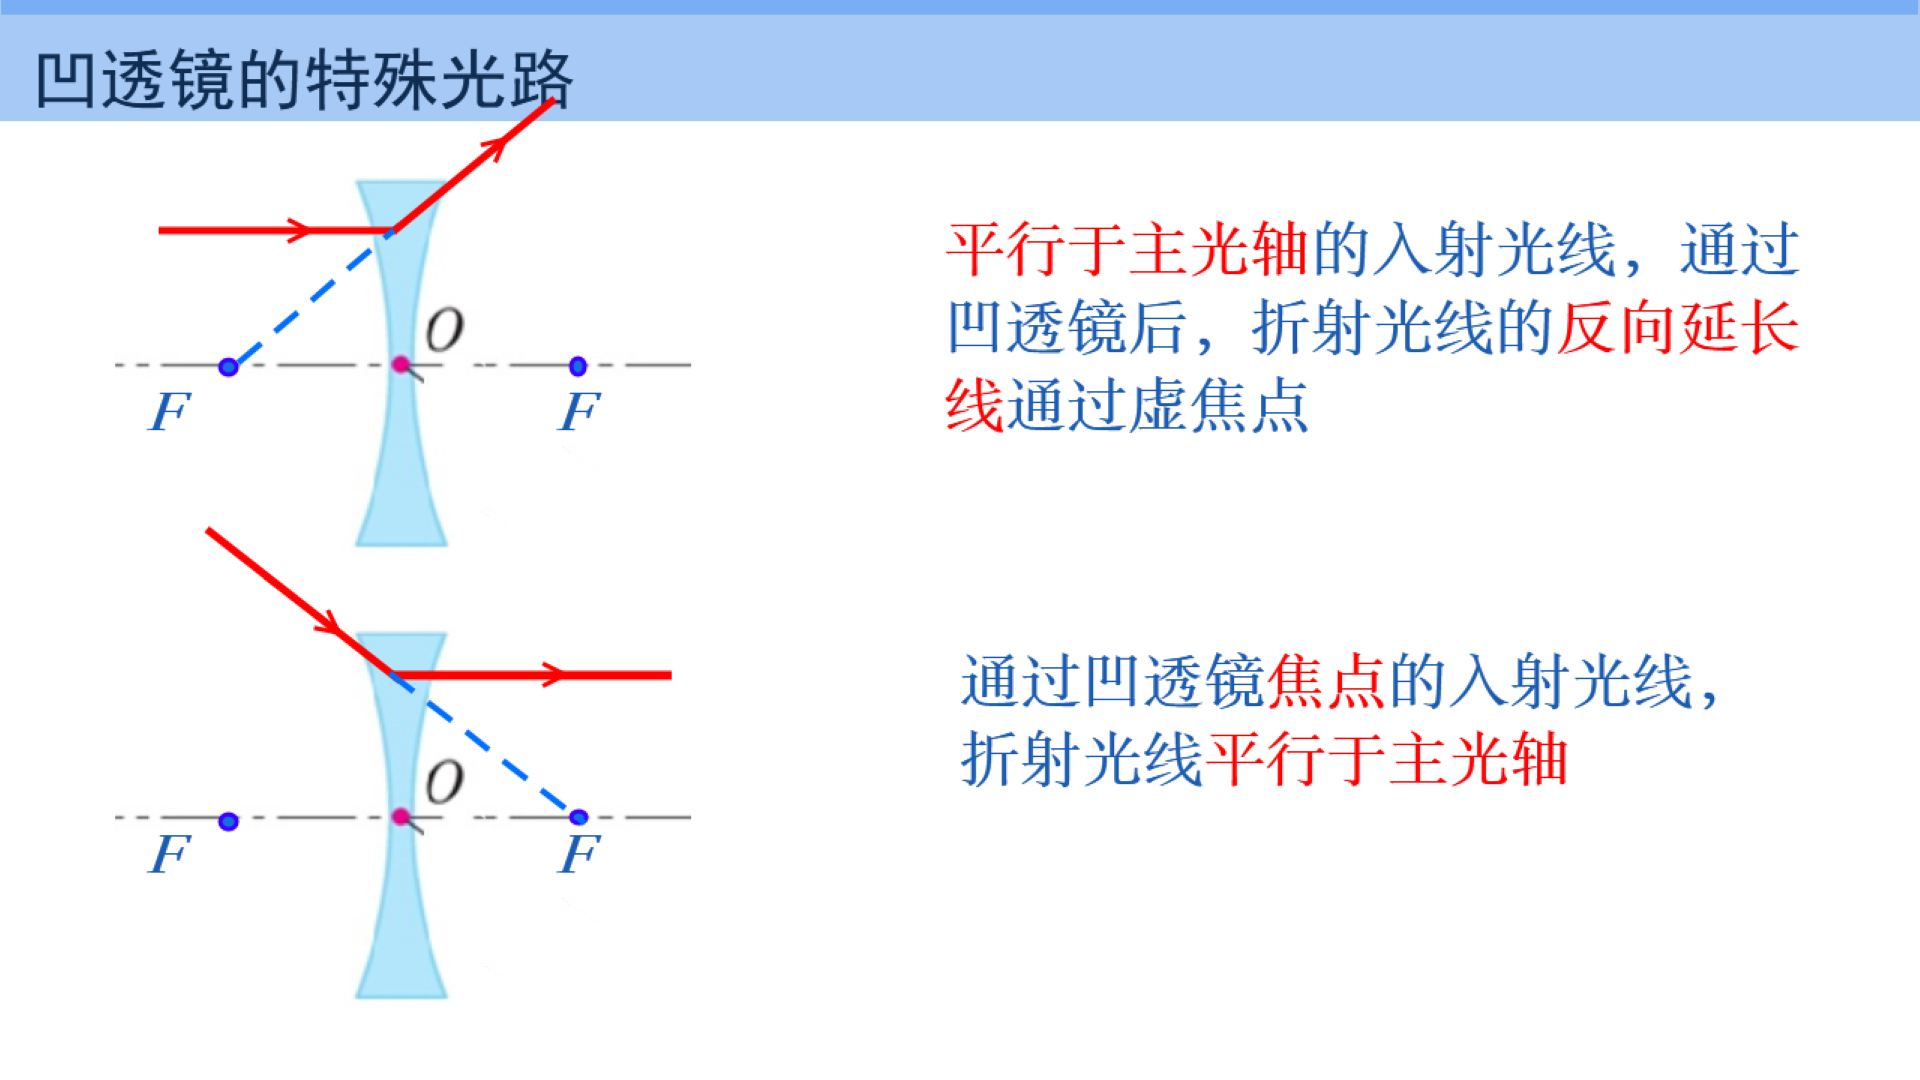 凹透镜的特殊光路
O
F
F
平行于主光轴的入射光线，通过
凹透镜后，折射光线的反向延长
线通过虚焦点
O
F
F
通过凹透镜焦点的入射光线，
折射光线平行于主光轴